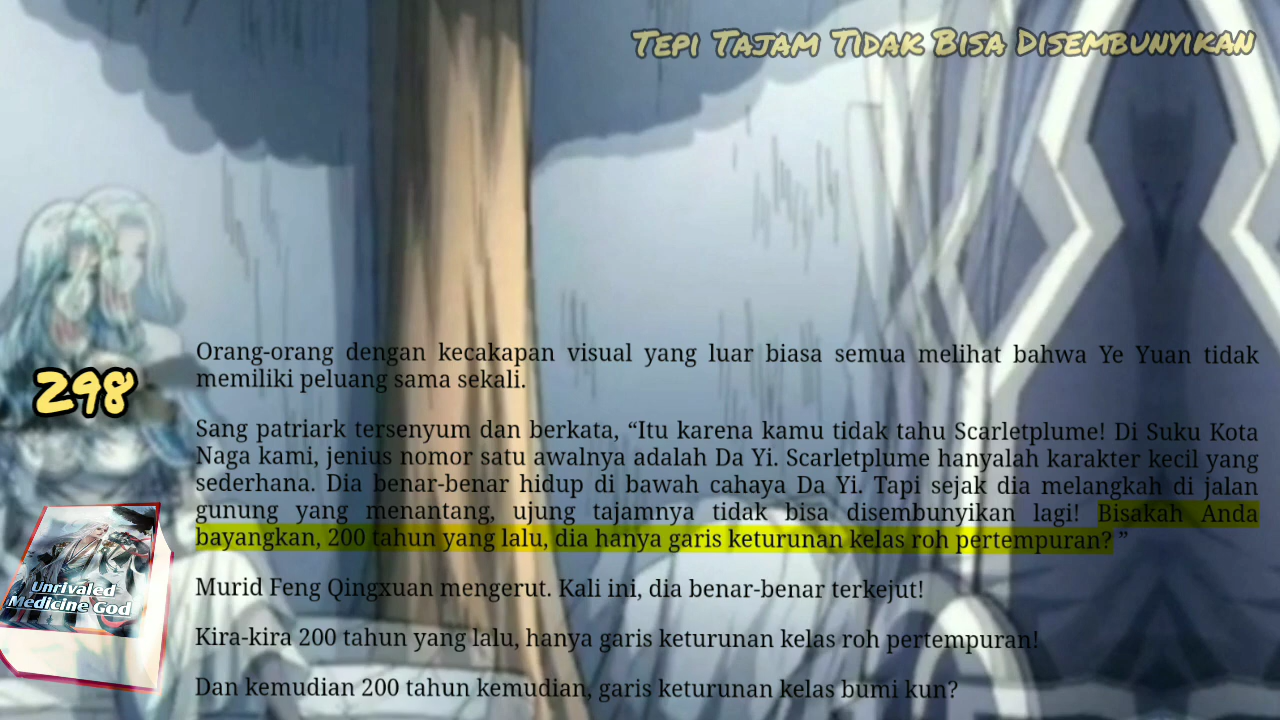 Tepi Tajam Tidak Bisa Disembunyikan
Orang-orang dengan kecakapan visual yang luar biasa semua melihat bahwa Ye Yuan tidak
memiliki peluang sama sekali.
298
Sang patriark tersenyum dan berkata, “Itu karena kamu tidak tahu Scarletplume! Di Suku Kota
Naga kami, jenius nomor satu awalnya adalah Da Yi. Scarletplume hanyalah karakter kecil yang
sederhana. Dia benar-benar hidup di bawah cahaya Da Yi. Tapi sejak dia melangkah di jalan
gunung yang menantang, ujung tajamnya tidak bisa disembunyikan lagi! Bisakah Anda
bayangkan, 200 tahun yang lalu, dia hanya garis keturunan kelas roh pertempuran? ”
Murid Feng Qingxuan mengerut. Kali ini, dia benar-benar terkejut!
Unrivaled
Medicine God
Kira-kira 200 tahun yang lalu, hanya garis keturunan kelas roh pertempuran!
Dan kemudian 200 tahun kemudian, garis keturunan kelas bumi kun?